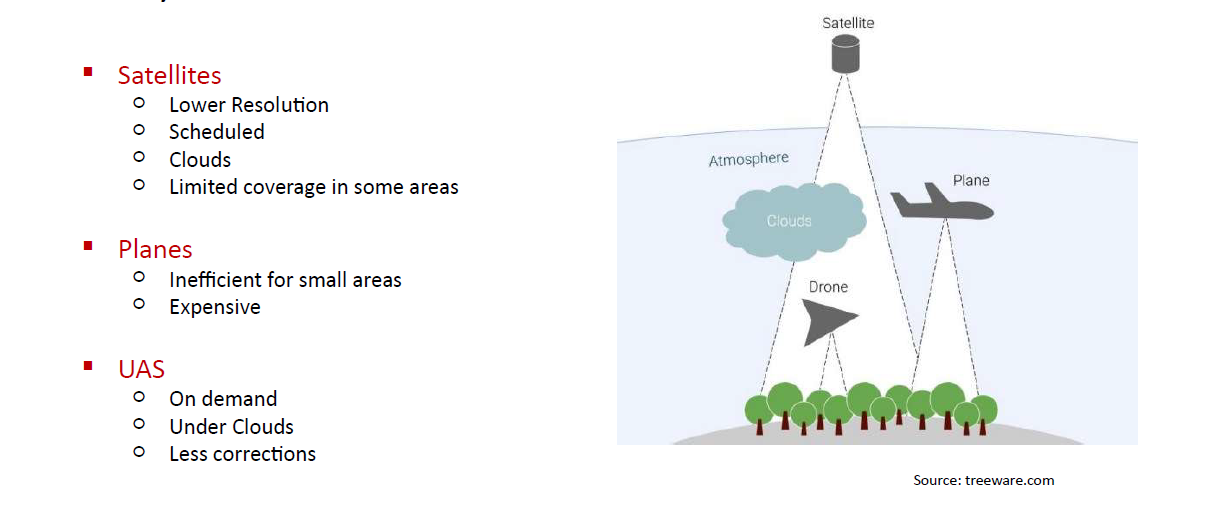 Satellites
Lower Resolution
Scheduled
Clouds
Limited coverage in some areas
Planes
Inefficient for small areas
Expensive
UAS
On demand
Under Clouds
Less corrections
Satellite
Atmosphere
Plane
Clouds
Drone
Source: treeware.com